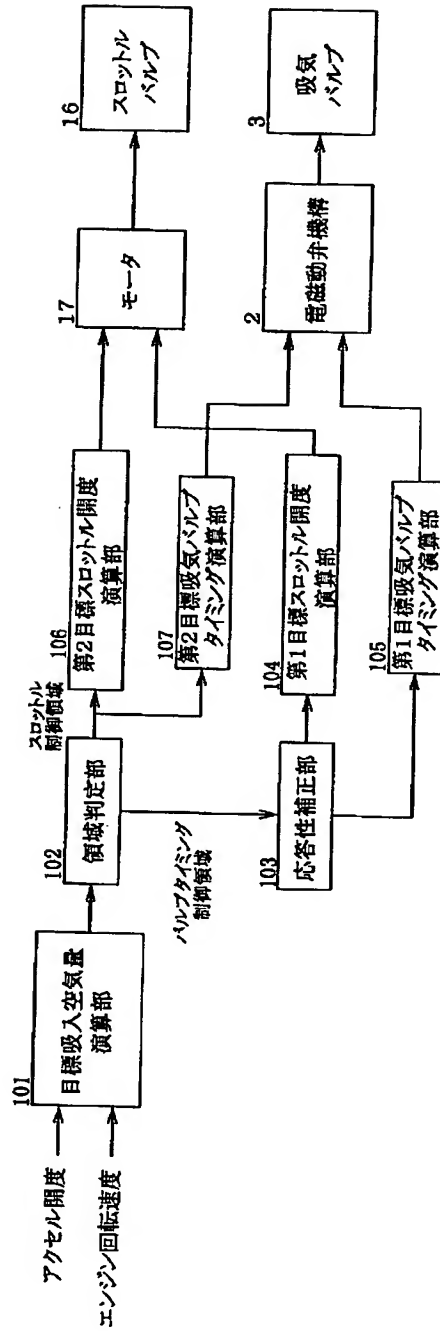 アクセル開度
エンジン回転速度
101
目標吸入空気量
演算部
102
領域判定部
スロットル
制御領域
バルブタイミング
制御領域
103
応答性補正部
106
第2目標スロットル開度
演算部
107
第2目標吸気バルブ
タイミング演算部
104
第1目標スロットル開度
演算部
105
第1目標吸気バルブ
タイミング演算部
17
モータ
2
電磁動弁機構
16
スロットル
バルブ
3
吸気
バルブ